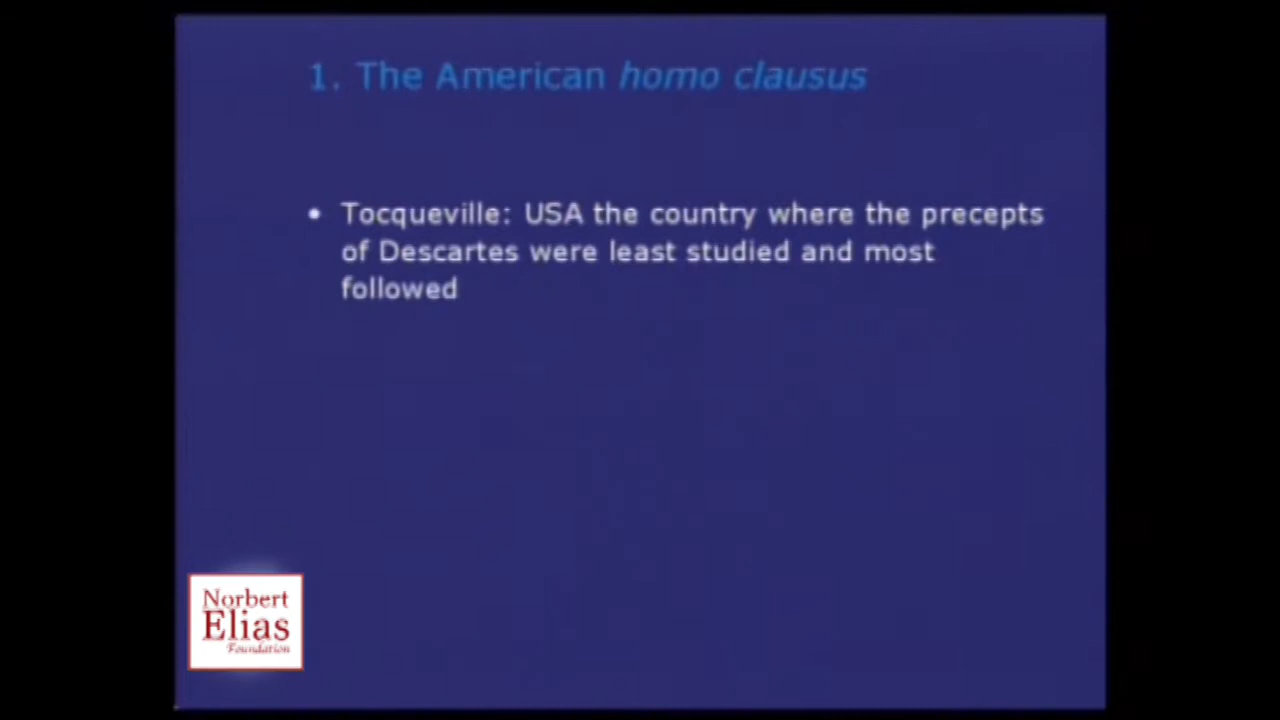 1. The American homo clausus
• Tocqueville: USA the country where the precepts
of Descartes were least studied and most
followed
Norbert
Elias
Foundation